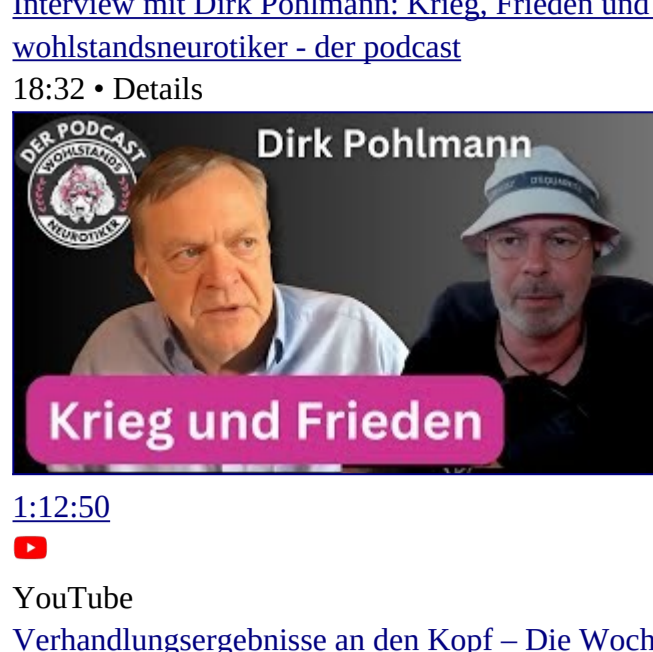 Interview mit Dirk Pohlmann: Krieg, Frieden und
wohlstandsneurotiker - der podcast
18:32 • Details
DER PODCAST
WOHLSTANDS
NEUROTIKER
Dirk Pohlmann
DSQUARED2
Krieg und Frieden
1:12:50
YouTube
Verhandlungsergebnisse an den Kopf – Die Woch